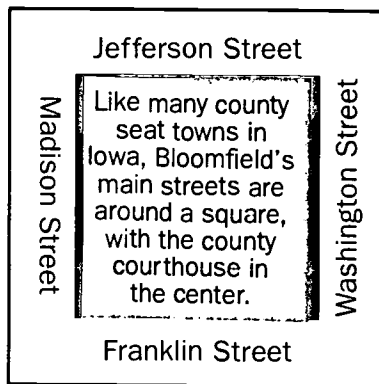 Jefferson Street
Madison Street
Like many county
seat towns in
Iowa, Bloomfield's
main streets are
around a square,
with the county
courthouse in
the center.
Washington Street
Franklin Street